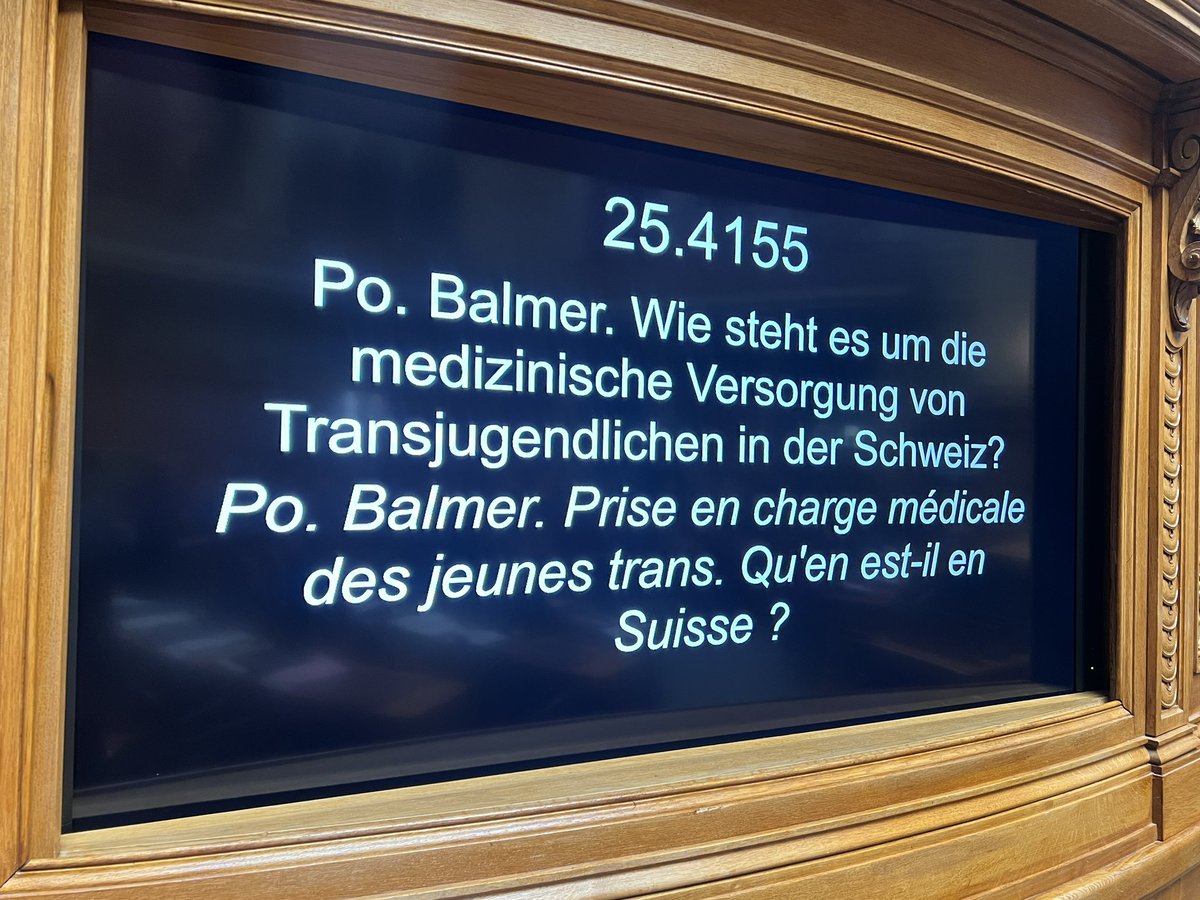 25.4155
Po. Balmer. Wie steht es um die
medizinische Versorgung von
Transjugendlichen in der Schweiz?
Po. Balmer. Prise en charge médicale
des jeunes trans. Qu'en est-il en
Suisse ?